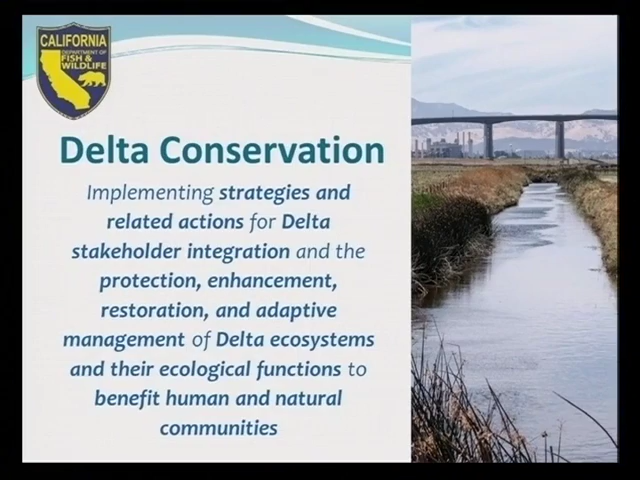 CALIFORNIA
DEPARTMENT OF
FISH &
WILDLIFE
Delta Conservation
Implementing strategies and
related actions for Delta
stakeholder integration and the
protection, enhancement,
restoration, and adaptive
management of Delta ecosystems
and their ecological functions to
benefit human and natural
communities